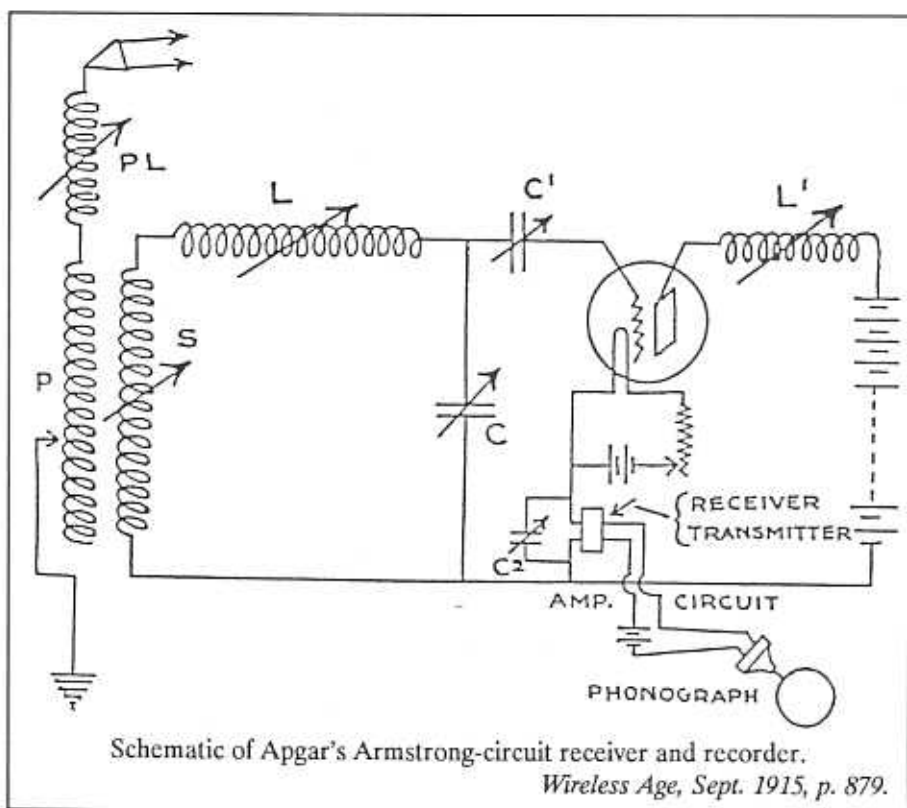 PL
L
C'
L'
P
S
C
RECEIVER
TRANSMITTER
C2
AMP. CIRCUIT
PHONOGRAPH
Schematic of Apgar's Armstrong-circuit receiver and recorder.
Wireless Age, Sept. 1915, p. 879.